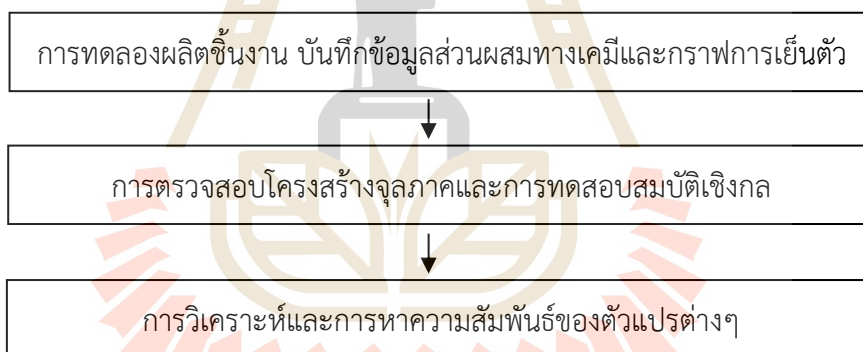 การทดลองผลิตชิ้นงาน บันทึกข้อมูลส่วนผสมทางเคมีและกราฟการเย็นตัว
การตรวจสอบโครงสร้างจุลภาคและการทดสอบสมบัติเชิงกล
การวิเคราะห์และการหาความสัมพันธ์ของตัวแปรต่างๆ